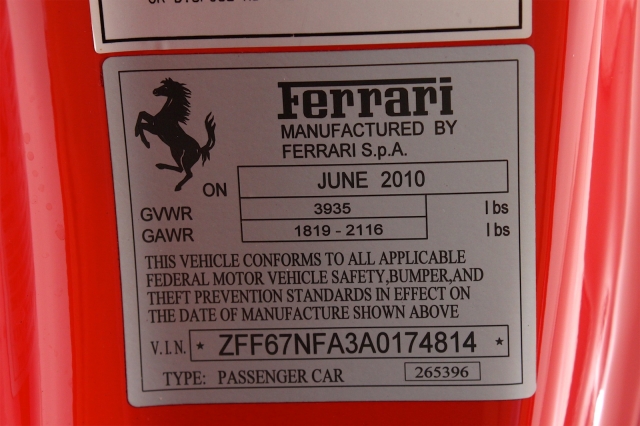 Ferrari
MANUFACTURED BY
FERRARI S.p.A.
ON JUNE 2010
GVWR 3935 lbs
GAWR 1819 - 2116 lbs
THIS VEHICLE CONFORMS TO ALL APPLICABLE
FEDERAL MOTOR VEHICLE SAFETY,BUMPER,AND
THEFT PREVENTION STANDARDS IN EFFECT ON
THE DATE OF MANUFACTURE SHOWN ABOVE
V.I.N. * ZFF67NFA3A0174814 *
TYPE: PASSENGER CAR 265396